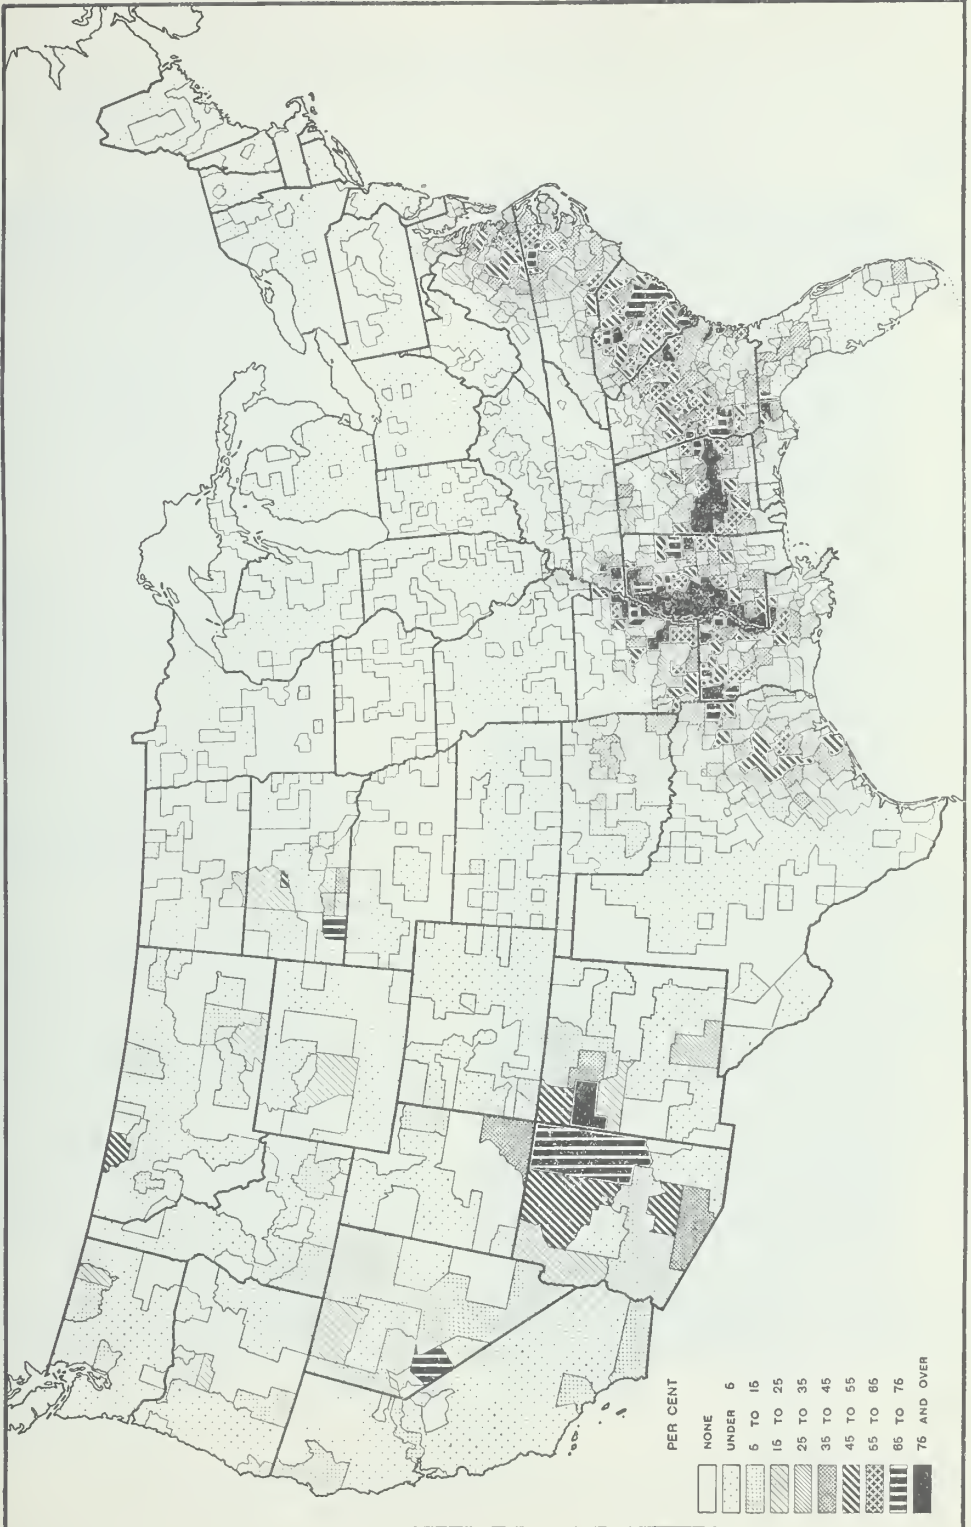 PER CENT
NONE
UNDER 5
5 TO 15
15 TO 25
25 TO 35
35 TO 45
45 TO 55
55 TO 65
65 TO 75
75 AND OVER